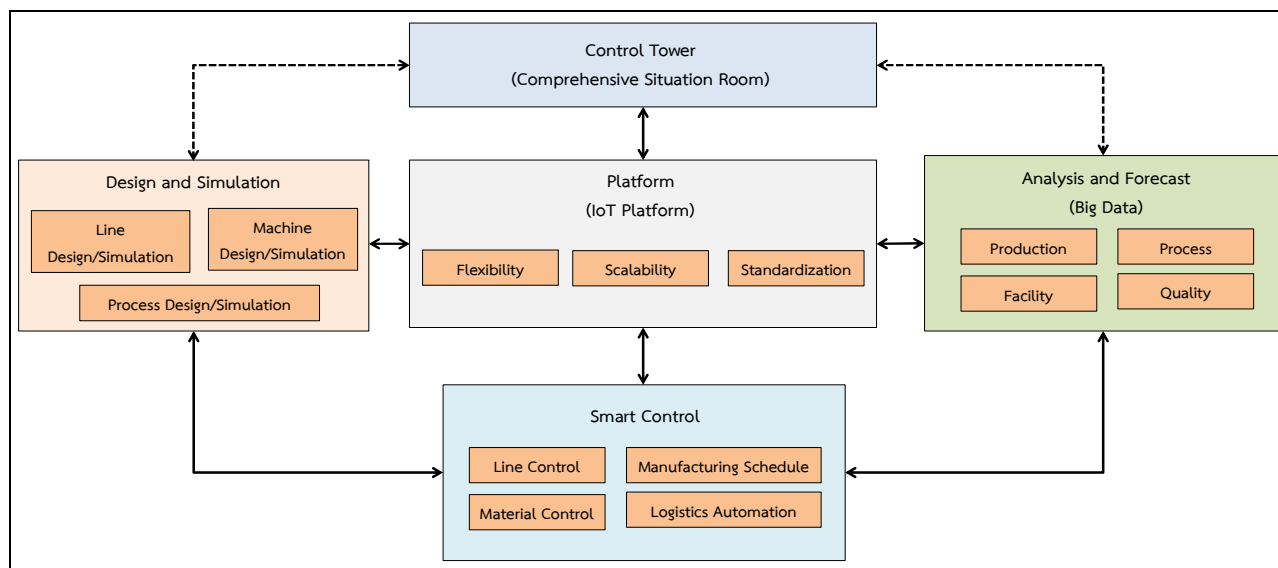 Control Tower
(Comprehensive Situation Room)
Design and Simulation
Line
Design/Simulation
Machine
Design/Simulation
Process Design/Simulation
Platform
(IoT Platform)
Flexibility
Scalability
Standardization
Analysis and Forecast
(Big Data)
Production
Process
Facility
Quality
Smart Control
Line Control
Manufacturing Schedule
Material Control
Logistics Automation